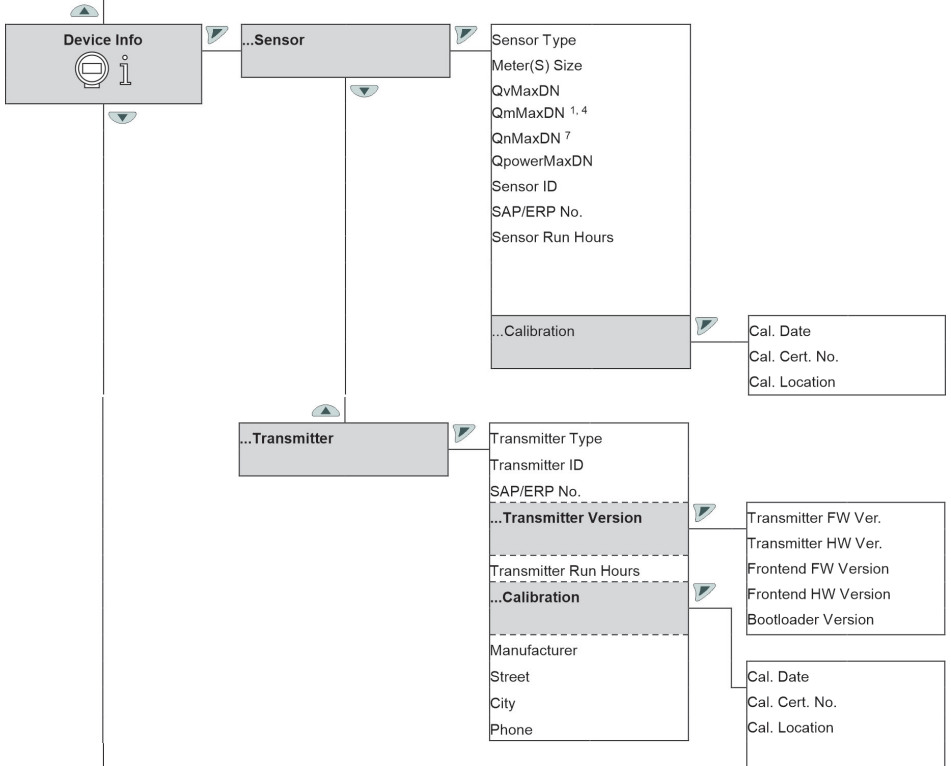 Device Info
...Sensor
Sensor Type
Meter(S) Size
QvMaxDN
QmMaxDN 1, 4
QnMaxDN 7
QpowerMaxDN
Sensor ID
SAP/ERP No.
Sensor Run Hours
...Calibration
Cal. Date
Cal. Cert. No.
Cal. Location
...Transmitter
Transmitter Type
Transmitter ID
SAP/ERP No.
...Transmitter Version
Transmitter FW Ver.
Transmitter HW Ver.
Frontend FW Version
Frontend HW Version
Bootloader Version
Transmitter Run Hours
...Calibration
Cal. Date
Cal. Cert. No.
Cal. Location
Manufacturer
Street
City
Phone